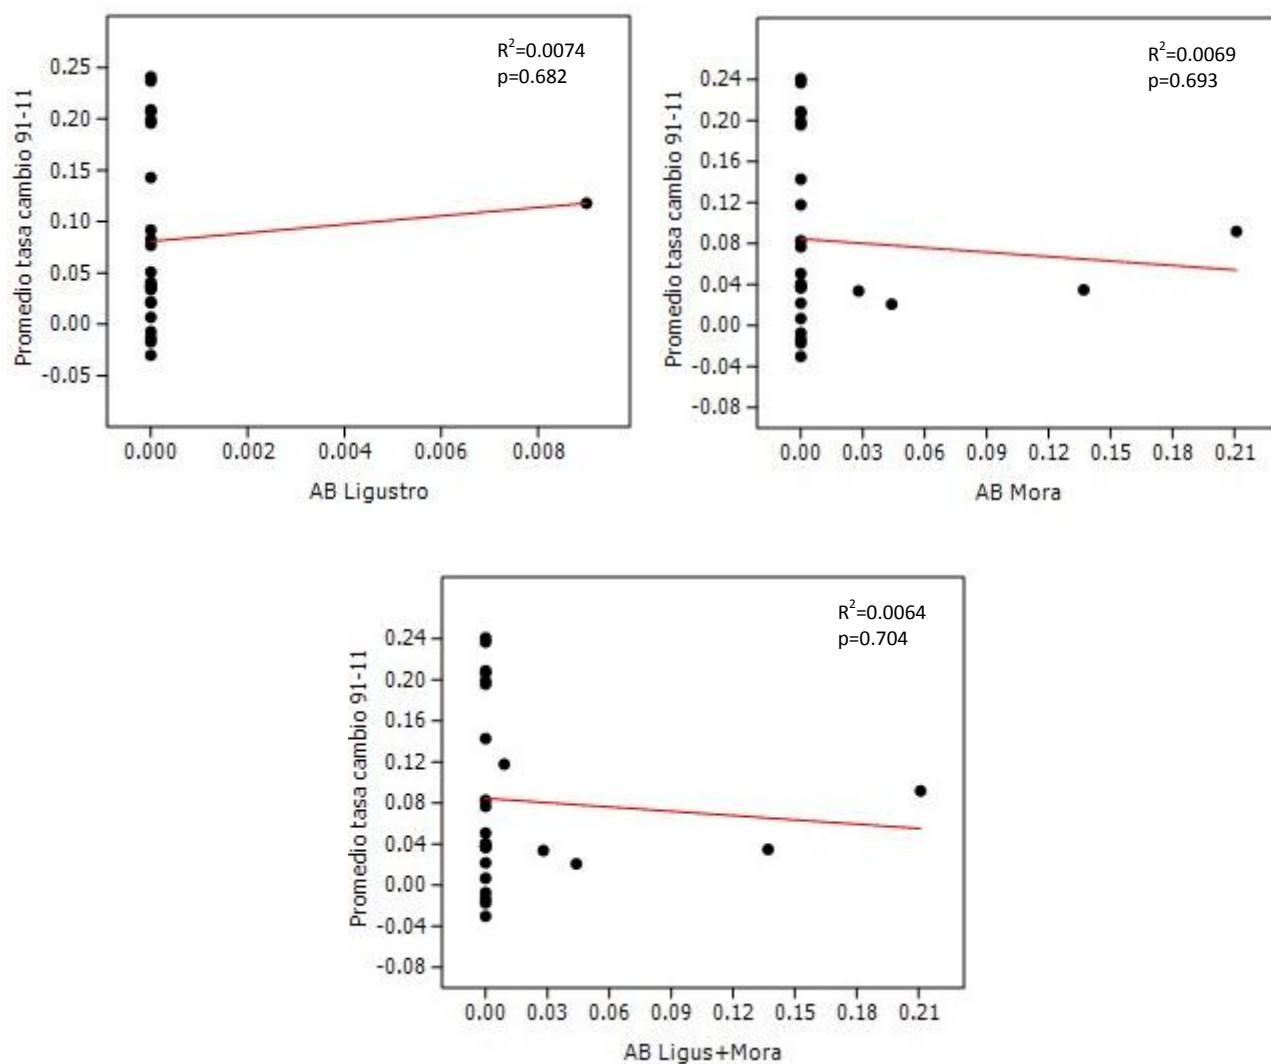 R²=0.0074
p=0.682
Promedio tasa cambio 91-11
0.25
0.20
0.15
0.10
0.05
0.00
-0.05
0.000 0.002 0.004 0.006 0.008
AB Ligustro
R²=0.0069
p=0.693
Promedio tasa cambio 91-11
0.24
0.20
0.16
0.12
0.08
0.04
0.00
-0.04
-0.08
0.00 0.03 0.06 0.09 0.12 0.15 0.18 0.21
AB Mora
R²=0.0064
p=0.704
Promedio tasa cambio 91-11
0.24
0.20
0.16
0.12
0.08
0.04
0.00
-0.04
-0.08
0.00 0.03 0.06 0.09 0.12 0.15 0.18 0.21
AB Ligus+Mora